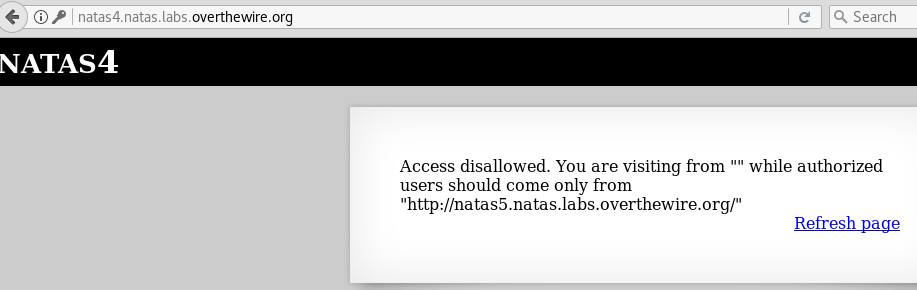 natas4.natas.labs.overthewire.org
Search
NATAS4
Access disallowed. You are visiting from "" while authorized
users should come only from
"http://natas5.natas.labs.overthewire.org/"
Refresh page